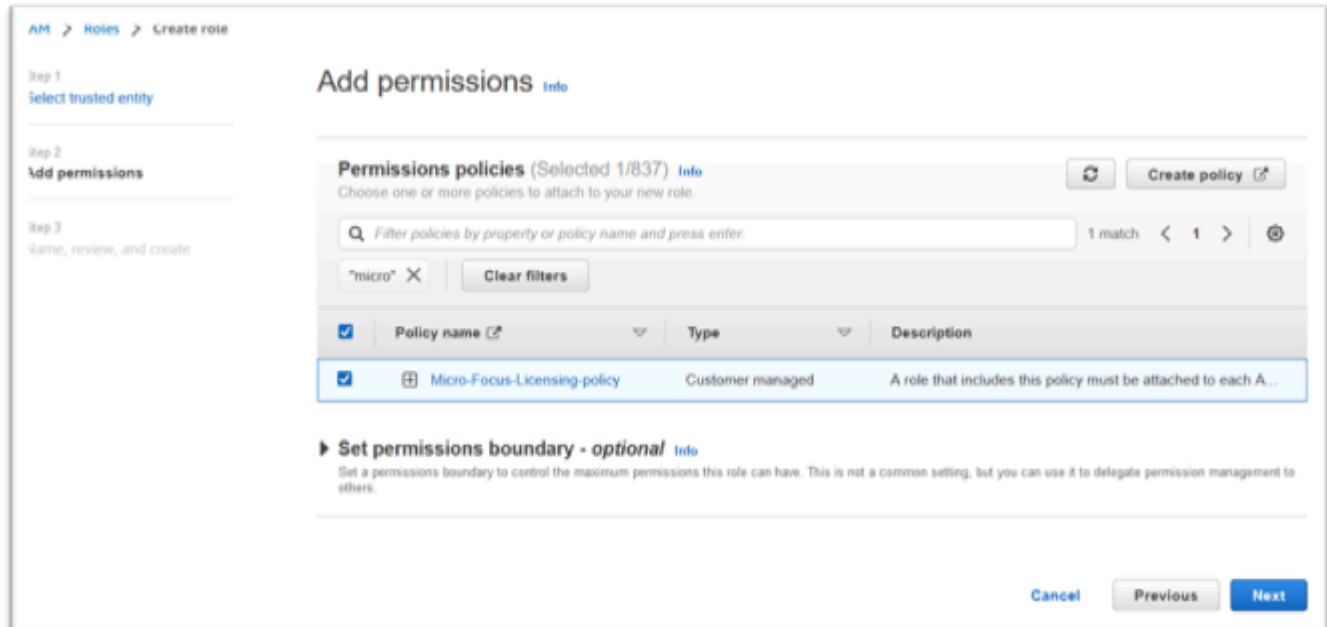 AM > Roles > Create role
Step 1
Select trusted entity
Step 2
Add permissions
Step 3
Name, review, and create
Add permissions Info
Permissions policies (Selected 1/837) Info
Choose one or more policies to attach to your new role.
Create policy
Filter policies by property or policy name and press enter.
1 match < 1 >
"micro" X
Clear filters
Policy name Type Description
Micro-Focus-Licensing-policy Customer managed A role that includes this policy must be attached to each A...
Set permissions boundary - optional Info
Set a permissions boundary to control the maximum permissions this role can have. This is not a common setting, but you can use it to delegate permission management to
others.
Cancel Previous Next